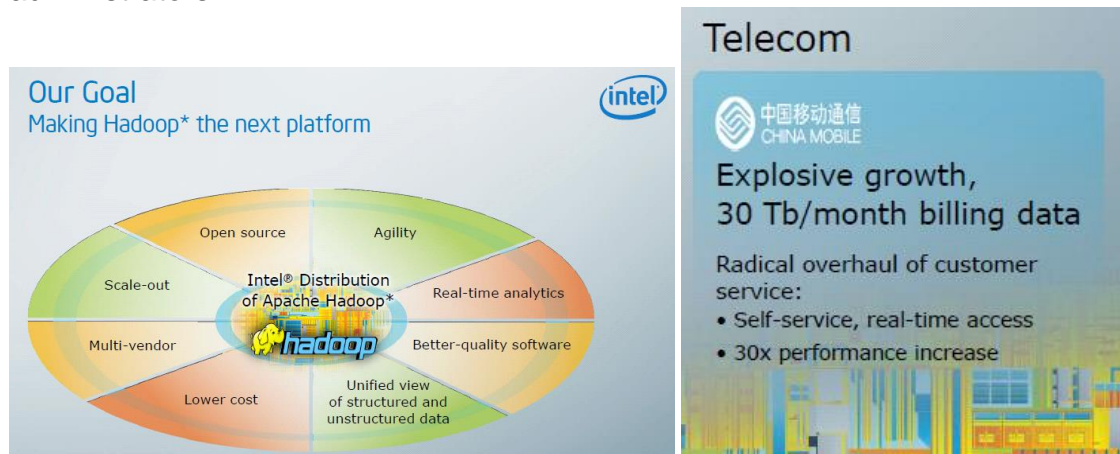 Our Goal
Making Hadoop* the next platform
intel
Open source
Agility
Scale-out
Intel® Distribution
of Apache Hadoop*
Real-time analytics
hadoop
Multi-vendor
Better-quality software
Lower cost
Unified view
of structured and
unstructured data
Telecom
中国移动通信
CHINA MOBILE
Explosive growth,
30 Tb/month billing data
Radical overhaul of customer
service:
• Self-service, real-time access
• 30x performance increase